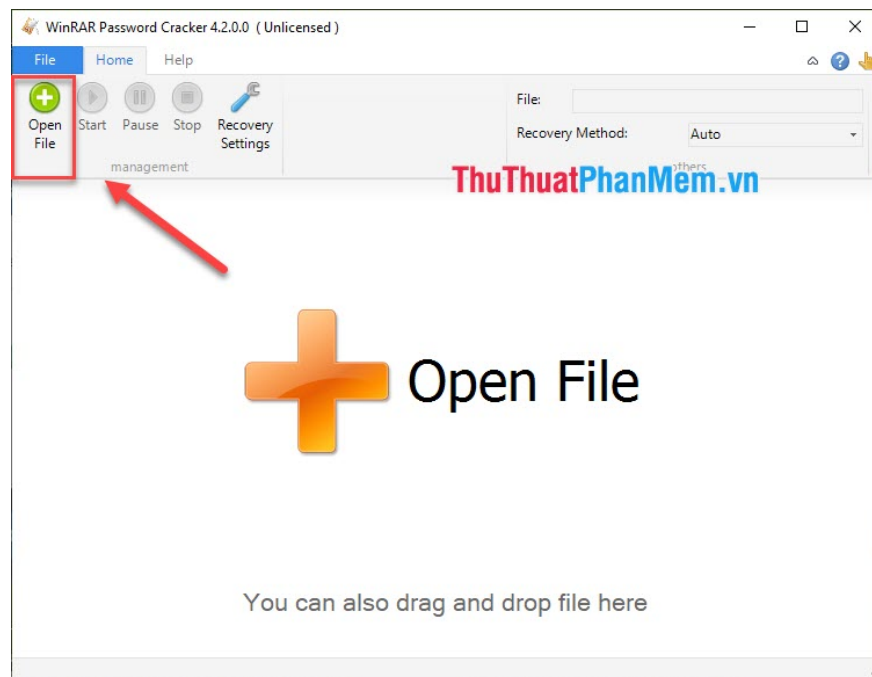 WinRAR Password Cracker 4.2.0.0 ( Unlicensed )
File Home Help
Open File
Start
Pause
Stop
Recovery Settings
management
File:
Recovery Method: Auto
others
ThuThuatPhanMem.vn
Open File
You can also drag and drop file here